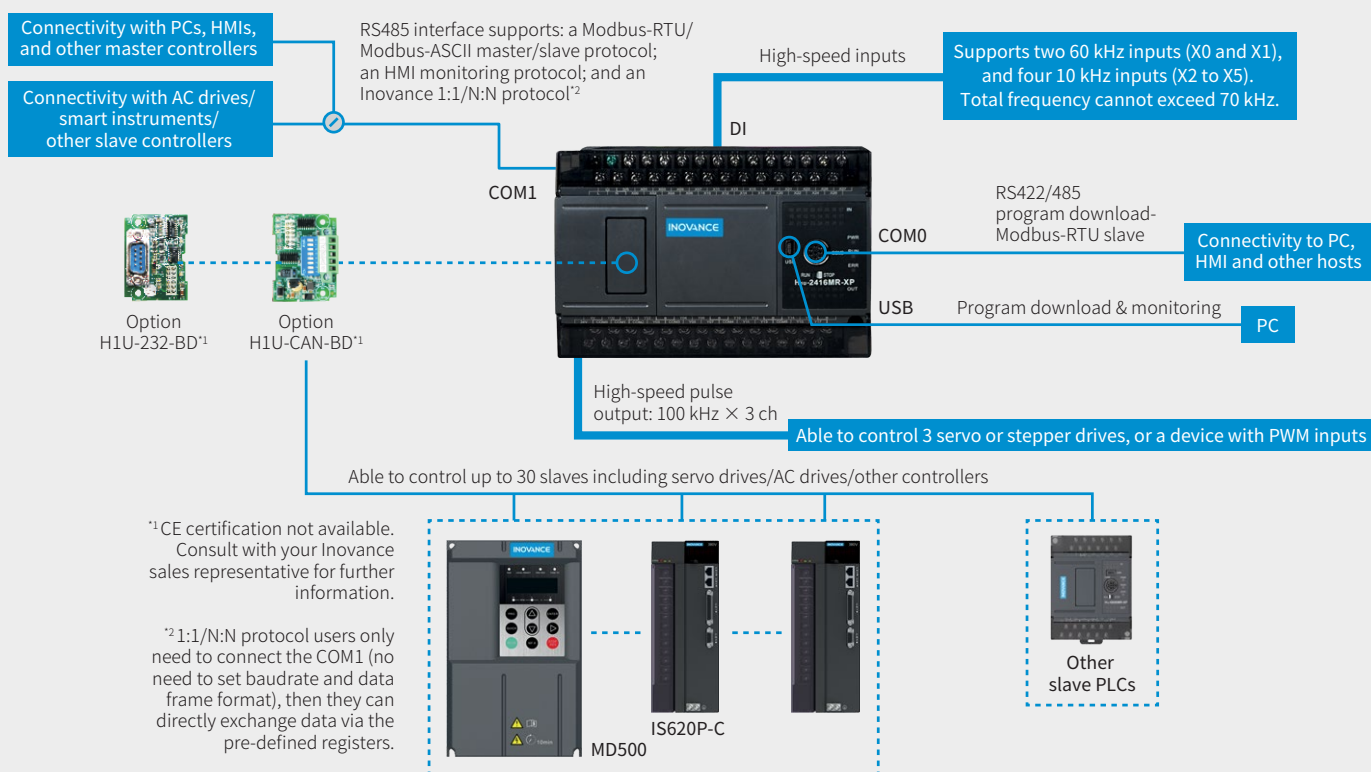 Connectivity with PCs, HMIs,
and other master controllers
Connectivity with AC drives/
smart instruments/
other slave controllers
RS485 interface supports: a Modbus-RTU/
Modbus-ASCII master/slave protocol;
an HMI monitoring protocol; and an
Inovance 1:1/N:N protocol*2
High-speed inputs
Supports two 60 kHz inputs (X0 and X1),
and four 10 kHz inputs (X2 to X5).
Total frequency cannot exceed 70 kHz.
DI
COM1
INOVANCE
IN
PWR
ERR
OUT
USB
RUN STOP
2416MR-XP
COM0
RS422/485
program download-
Modbus-RTU slave
Connectivity to PC,
HMI and other hosts
USB
Program download & monitoring
PC
Option
H1U-232-BD*1
Option
H1U-CAN-BD*1
High-speed pulse
output: 100 kHz × 3 ch
Able to control 3 servo or stepper drives, or a device with PWM inputs
Able to control up to 30 slaves including servo drives/AC drives/other controllers
*1 CE certification not available.
Consult with your Inovance
sales representative for further
information.
*2 1:1/N:N protocol users only
need to connect the COM1 (no
need to set baudrate and data
frame format), then they can
directly exchange data via the
pre-defined registers.
INOVANCE
MD500
IS620P-C
Other
slave PLCs